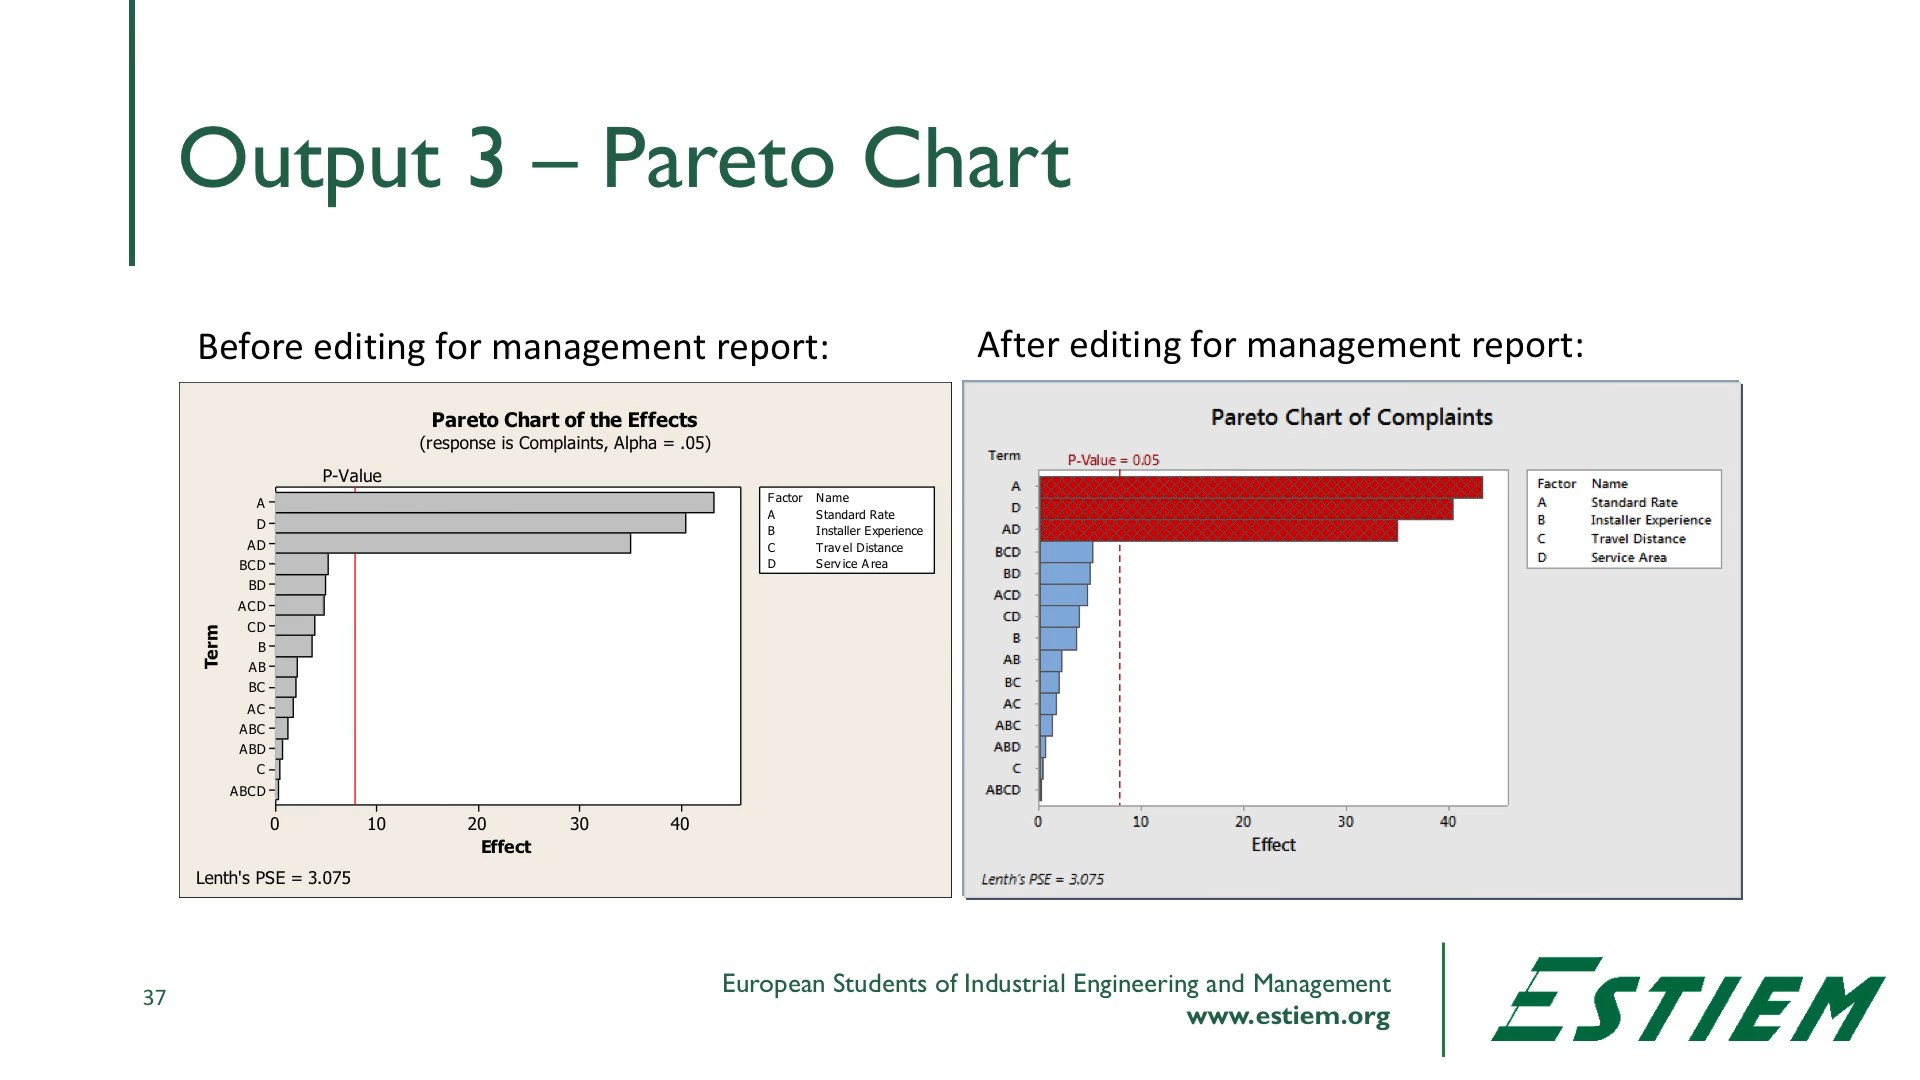 Output 3 – Pareto Chart
Before editing for management report:
Pareto Chart of the Effects
(response is Complaints, Alpha = .05)
P-Value
Term
A
D
AD
BCD
BD
ACD
CD
B
AB
BC
AC
ABC
ABD
C
ABCD
0 10 20 30 40
Effect
Factor Name
A Standard Rate
B Installer Experience
C Travel Distance
D Service Area
Lenth's PSE = 3.075
After editing for management report:
Pareto Chart of Complaints
Term
P-Value = 0.05
A
D
AD
BCD
BD
ACD
CD
B
AB
BC
AC
ABC
ABD
C
ABCD
0 10 20 30 40
Effect
Factor Name
A Standard Rate
B Installer Experience
C Travel Distance
D Service Area
Lenth's PSE = 3.075
37
European Students of Industrial Engineering and Management
www.estiem.org
ESTIEM